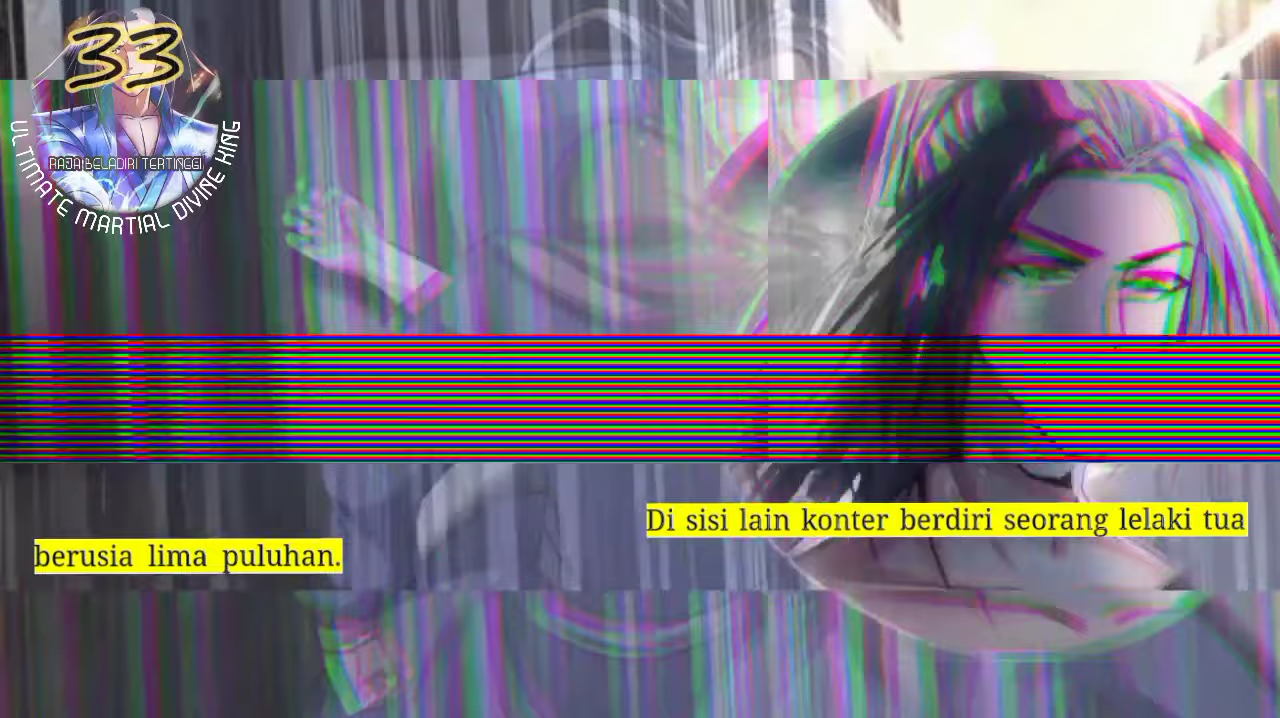 33
RAJA BELADIRI TERTINGGI
ULTIMATE MARTIAL DIVINE KING
Di sisi lain konter berdiri seorang lelaki tua
berusia lima puluhan.